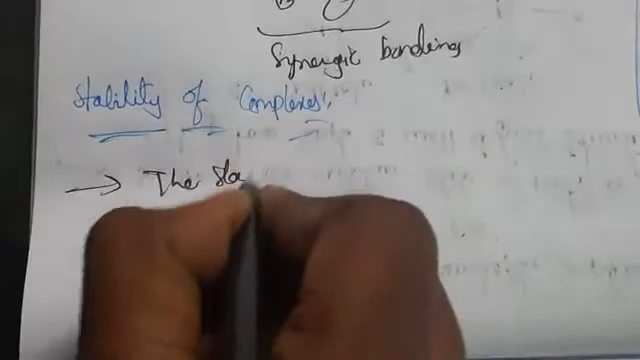 Synergic bonding
Stability of Complexes:
→ The sta